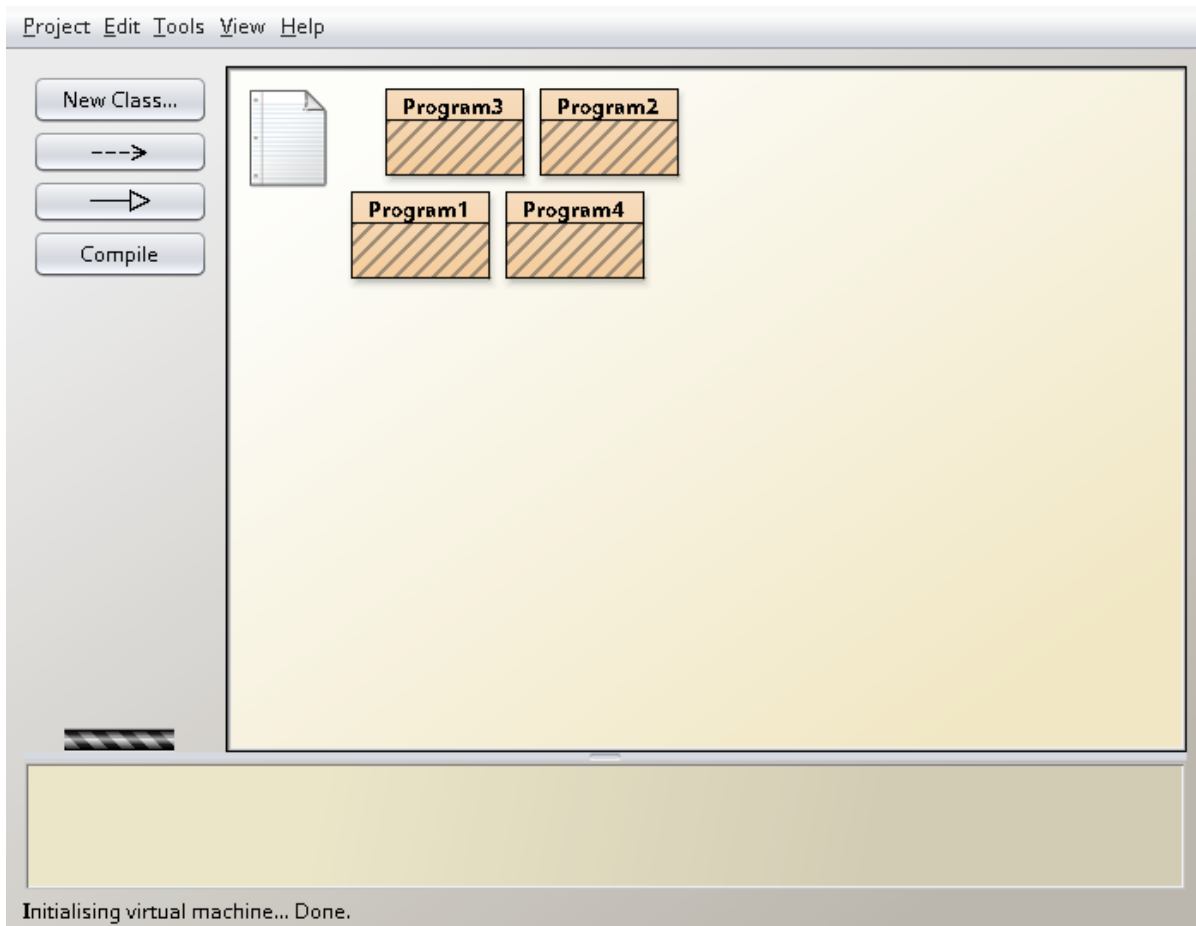 Project Edit Tools View Help
New Class...
Compile
Program3 Program2
Program1 Program4
Initialising virtual machine... Done.